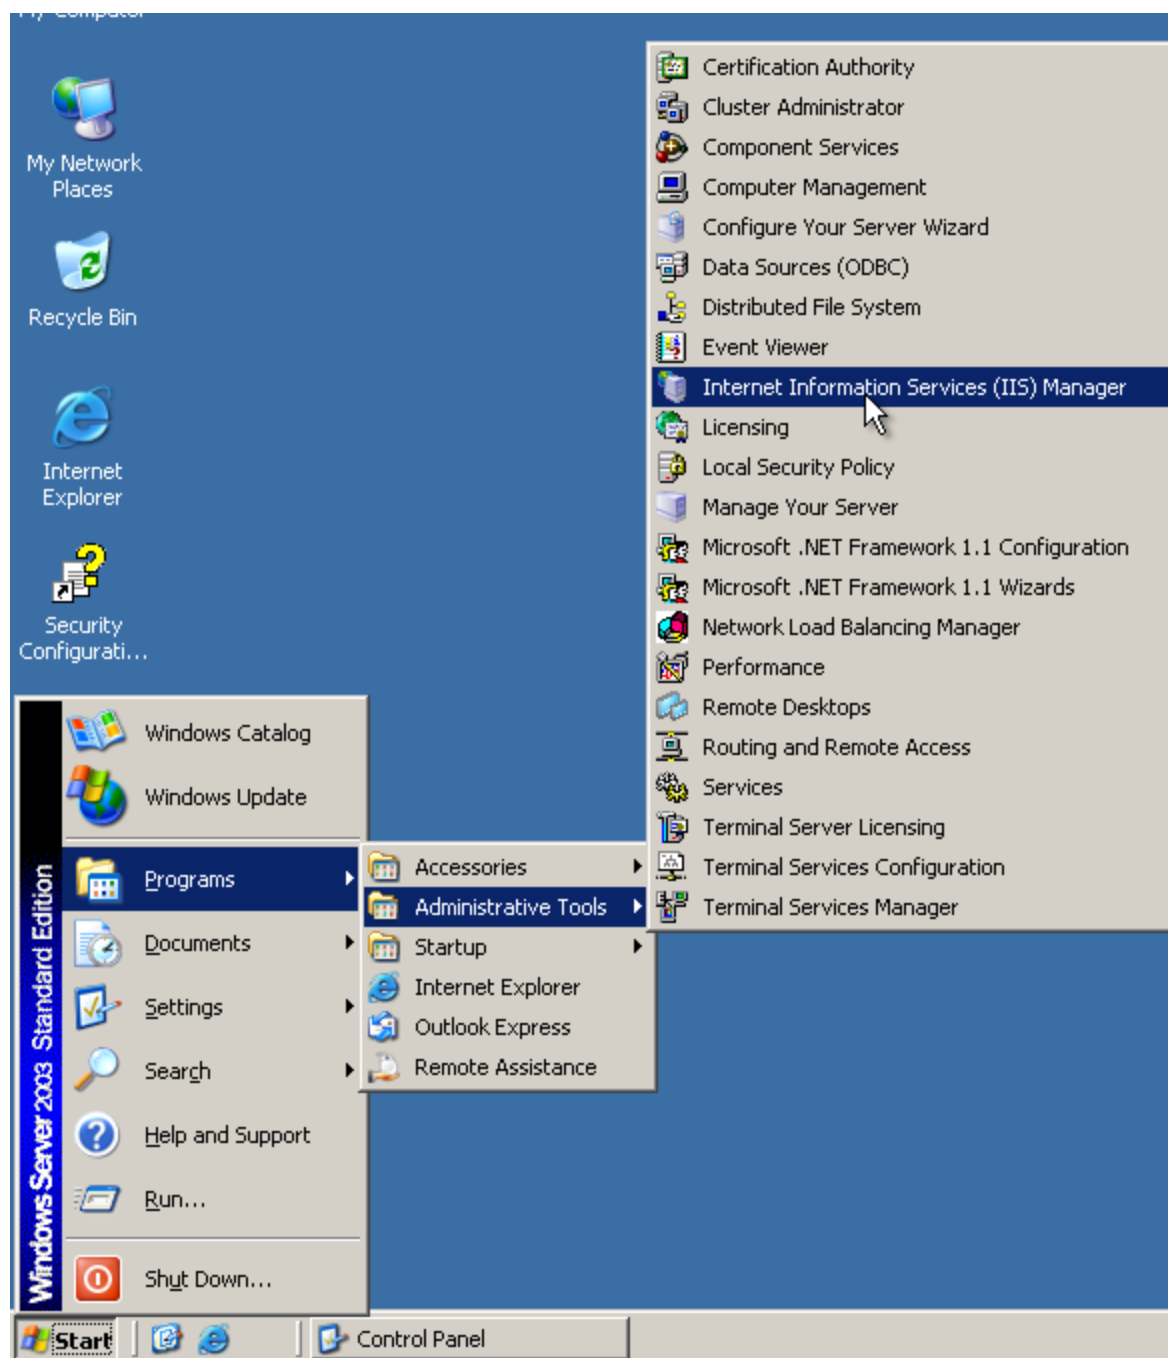 My Computer
My Network
Places
Recycle Bin
Internet
Explorer
Security
Configurati...
Windows Server 2003 Standard Edition
Windows Catalog
Windows Update
Programs
Documents
Settings
Search
Help and Support
Run...
Shut Down...
Accessories
Administrative Tools
Startup
Internet Explorer
Outlook Express
Remote Assistance
Certification Authority
Cluster Administrator
Component Services
Computer Management
Configure Your Server Wizard
Data Sources (ODBC)
Distributed File System
Event Viewer
Internet Information Services (IIS) Manager
Licensing
Local Security Policy
Manage Your Server
Microsoft .NET Framework 1.1 Configuration
Microsoft .NET Framework 1.1 Wizards
Network Load Balancing Manager
Performance
Remote Desktops
Routing and Remote Access
Services
Terminal Server Licensing
Terminal Services Configuration
Terminal Services Manager
Start
Control Panel